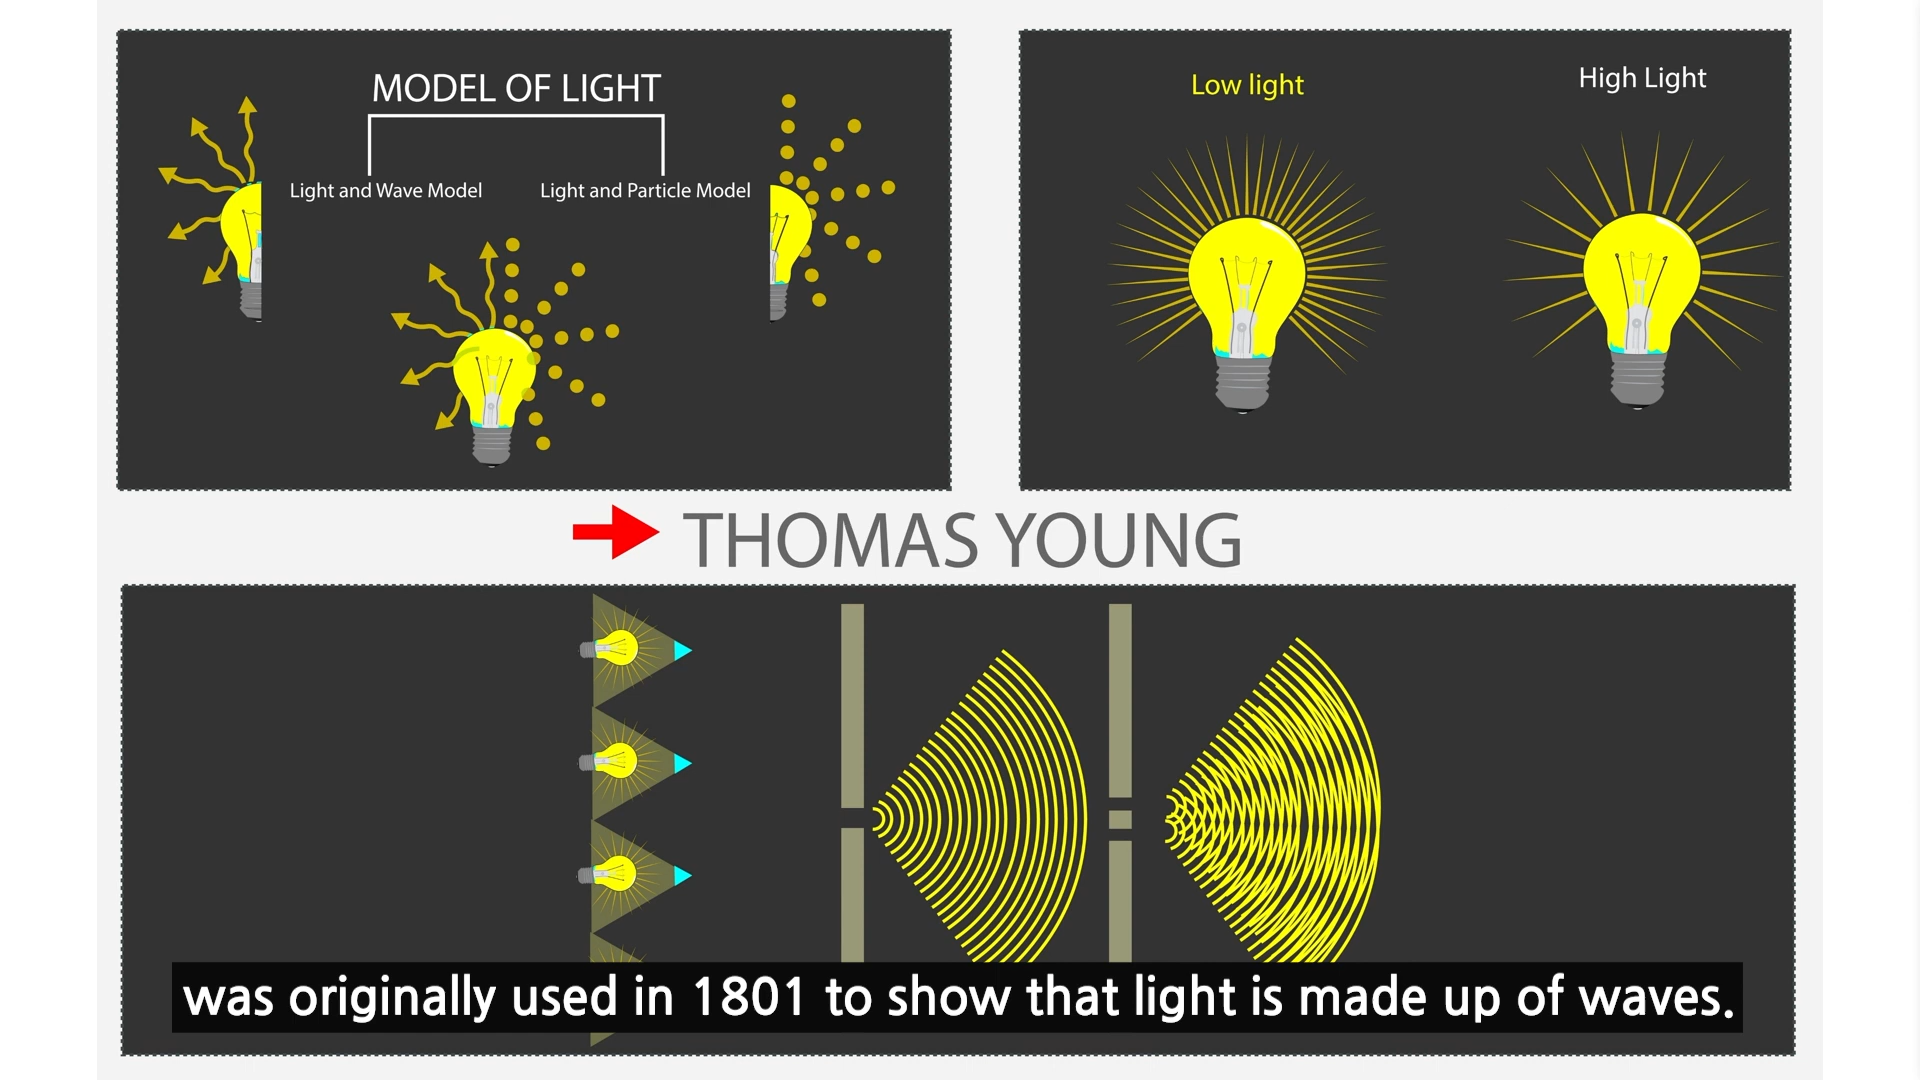 MODEL OF LIGHT
Light and Wave Model
Light and Particle Model
Low light
High Light
THOMAS YOUNG
was originally used in 1801 to show that light is made up of waves.